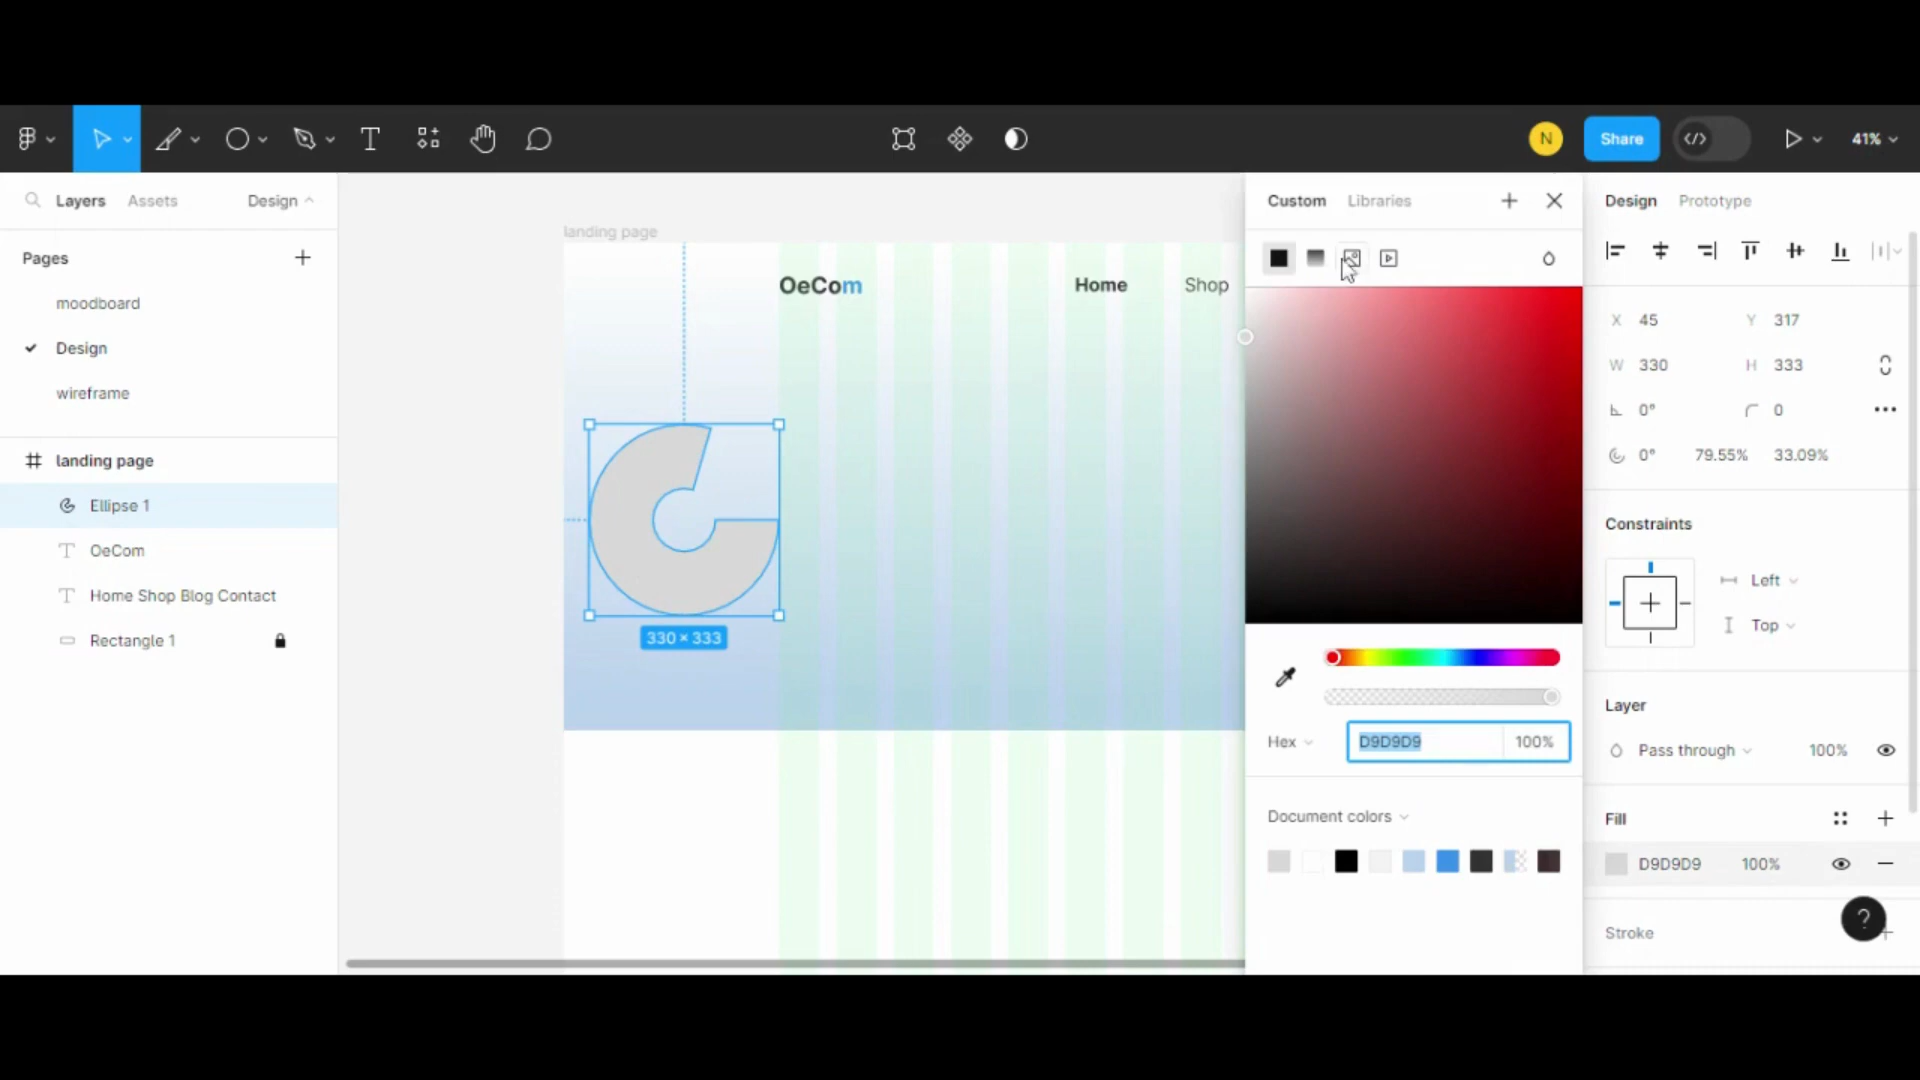 N
Share
41%
Layers
Assets
Design
Pages
moodboard
Design
wireframe
landing page
Ellipse 1
OeCom
Home Shop Blog Contact
Rectangle 1
landing page
OeCom
Home
Shop
330 × 333
Custom
Libraries
Hex
D9D9D9
100%
Document colors
Design
Prototype
X 45
Y 317
W 330
H 333
0°
0
0°
79.55%
33.09%
Constraints
Left
Top
Layer
Pass through
100%
Fill
D9D9D9
100%
Stroke
?